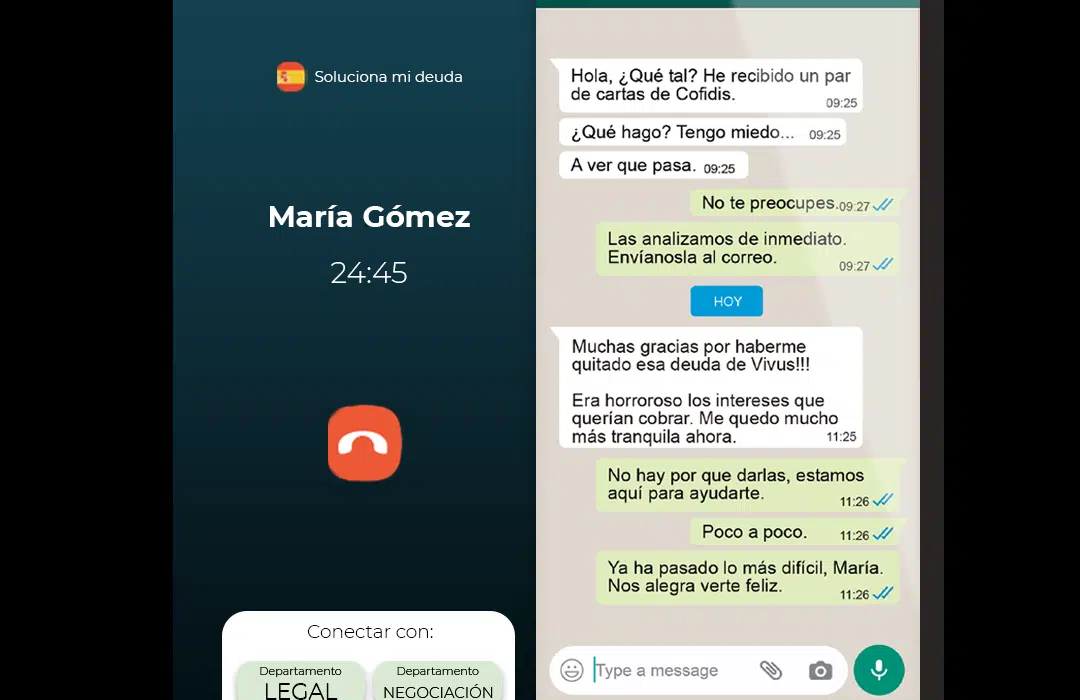 Soluciona mi deuda
María Gómez
24:45
Conectar con:
Departamento
LEGAL
Departamento
NEGOCIACIÓN
Hola, ¿Qué tal? He recibido un par
de cartas de Cofidis.
09:25
¿Qué hago? Tengo miedo... 09:25
A ver que pasa. 09:25
No te preocupes. 09:27
Las analizamos de inmediato.
Envíanosla al correo.
09:27
HOY
Muchas gracias por haberme
quitado esa deuda de Vivus!!!
Era horroroso los intereses que
querían cobrar. Me quedo mucho
más tranquila ahora. 11:25
No hay por que darlas, estamos
aquí para ayudarte.
11:26
Poco a poco. 11:26
Ya ha pasado lo más difícil, María.
Nos alegra verte feliz.
11:26
Type a message